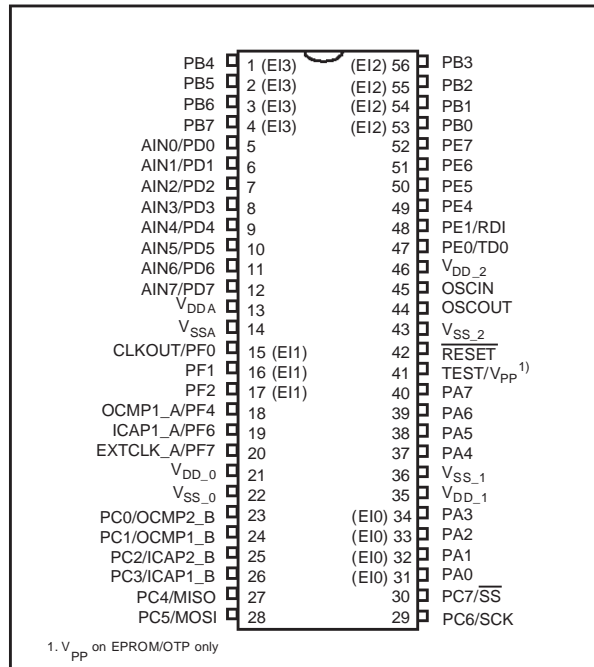 PB4 1 (EI3) (EI2) 56 PB3
PB5 2 (EI3) (EI2) 55 PB2
PB6 3 (EI3) (EI2) 54 PB1
PB7 4 (EI3) (EI2) 53 PB0
AIN0/PD0 5 52 PE7
AIN1/PD1 6 51 PE6
AIN2/PD2 7 50 PE5
AIN3/PD3 8 49 PE4
AIN4/PD4 9 48 PE1/RDI
AIN5/PD5 10 47 PE0/TD0
AIN6/PD6 11 46 VDD_2
AIN7/PD7 12 45 OSCIN
VDDA 13 44 OSCOUT
VSSA 14 43 VSS_2
CLKOUT/PF0 15 (EI1) 42 RESET
PF1 16 (EI1) 41 TEST/VPP 1)
PF2 17 (EI1) 40 PA7
OCMP1_A/PF4 18 39 PA6
ICAP1_A/PF6 19 38 PA5
EXTCLK_A/PF7 20 37 PA4
VDD_0 21 36 VSS_1
VSS_0 22 35 VDD_1
PC0/OCMP2_B 23 (EI0) 34 PA3
PC1/OCMP1_B 24 (EI0) 33 PA2
PC2/ICAP2_B 25 (EI0) 32 PA1
PC3/ICAP1_B 26 (EI0) 31 PA0
PC4/MISO 27 30 PC7/SS
PC5/MOSI 28 29 PC6/SCK
1. VPP on EPROM/OTP only